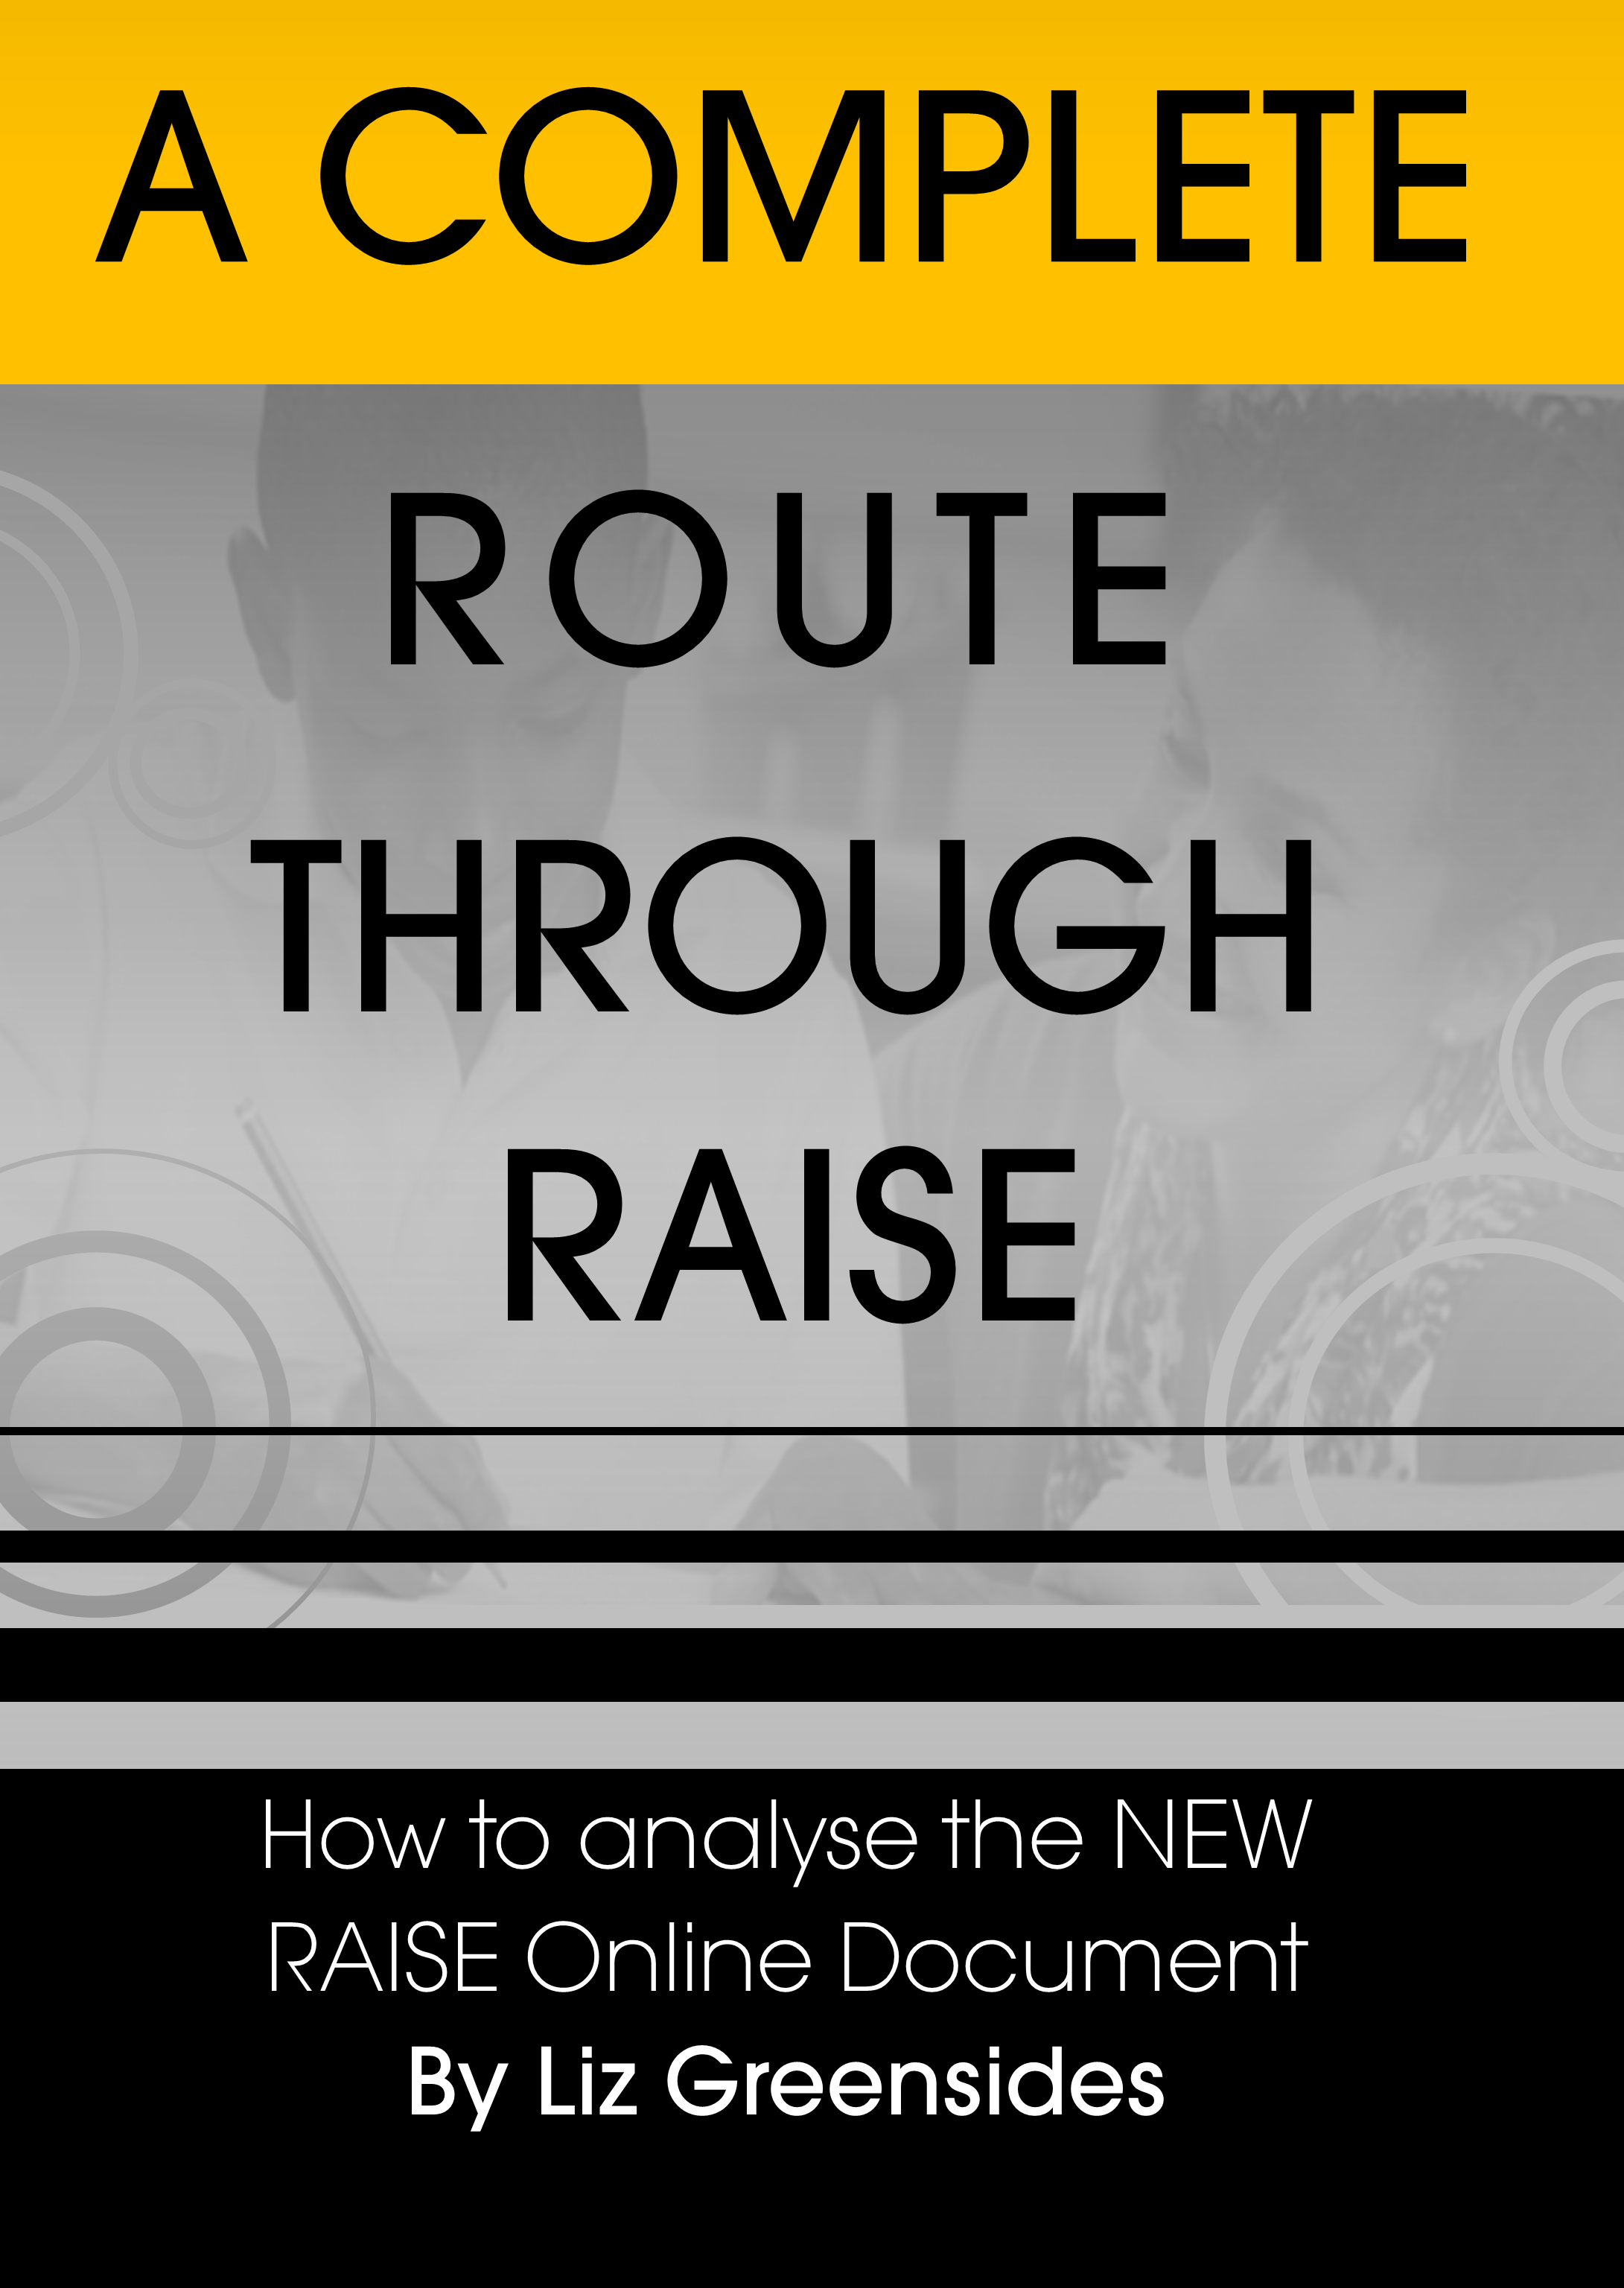 A COMPLETE
ROUTE
THROUGH
RAISE
How to analyse the NEW
RAISE Online Document
By Liz Greensides